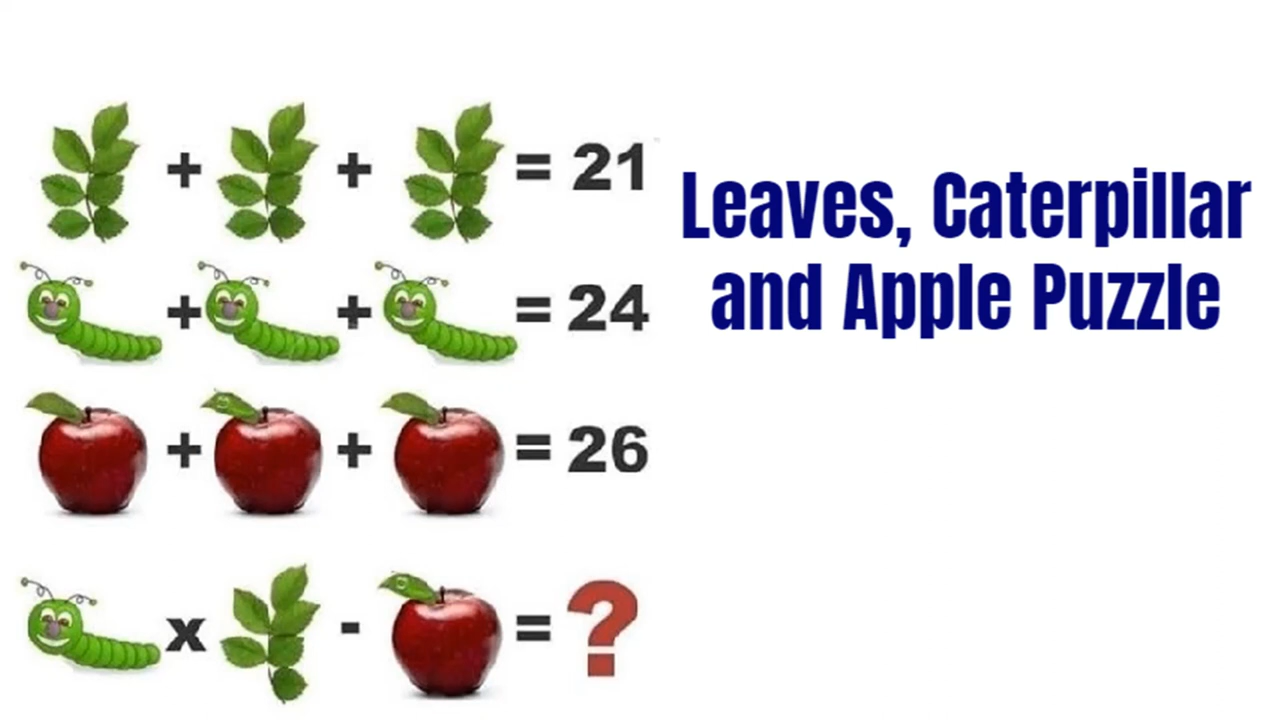 + + = 21
Leaves, Caterpillar
and Apple Puzzle
+ + = 24
+ + = 26
x - = ?